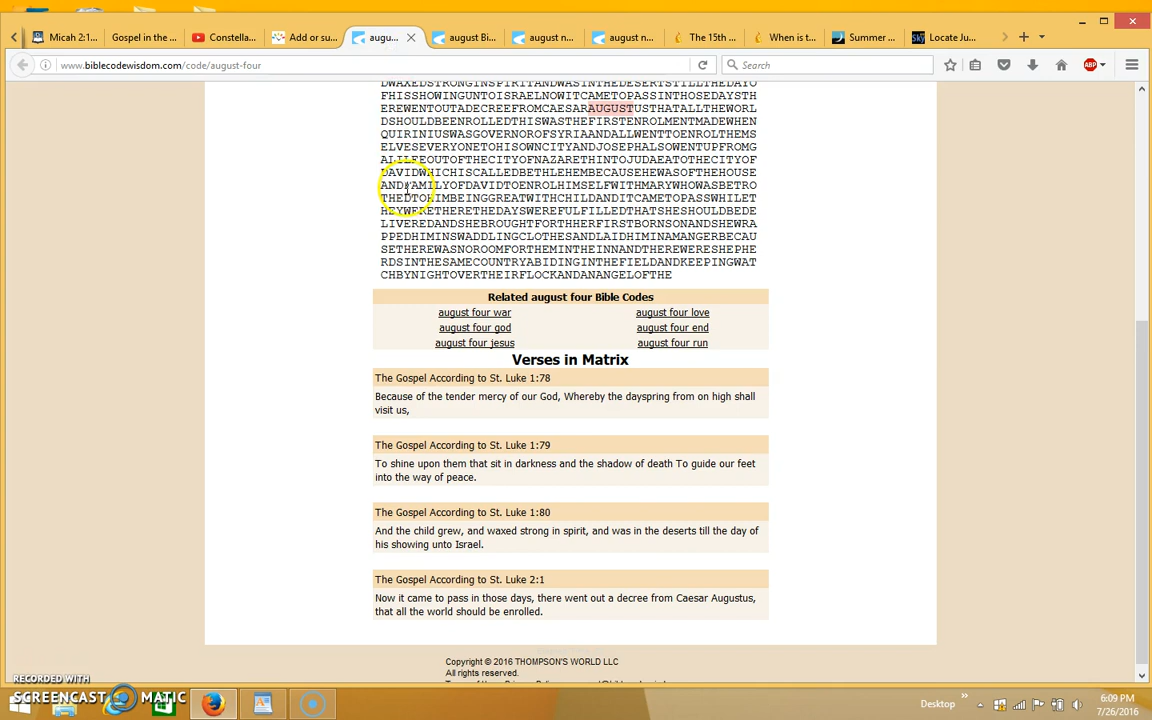 Micah 2:1...
Gospel in the ...
Constella...
Add or su...
augu...
august Bi...
august n...
august n...
The 15th ...
When is t...
Summer ...
Locate Ju...
www.biblecodewisdom.com/code/august-four
Search
ABP
DWAXEDSTRONGINSPIRITANDWASINTHEDESERTSTILLTHEDAYO
FHISSHOWINGUNTOISRAELNOWITCAMETOPASSINTHOSEDAYSTH
EREWENTOUTADECREEFROMCAESARAUGUSTUSTHATALLTHEWORL
DSHOULDBEENROLLEDTHISWASTHEFIRSTENROLMENTMADEWHEN
QUIRINIUSWASGOVERNOROFSYRIAANDALLWENTTOENROLTHEMS
ELVESEVERYONETOHISOWNCITYANDJOSEPHALSOWENTUPFROMG
ALILEEOUTOFTHECITYOFNAZARETHINTOJUDAEATOTHECITYOF
DAVIDWHICHISCALLEDBETHLEHEMBECAUSEHEWASOFTHEHOUSE
ANDFAMILYOFDAVIDTOENROLHIMSELFWITHMARYWHOWASBETRO
THEDTOHIMBEINGGREATWITHCHILDANDITCAMETOPASSWHILET
HEYWERETHERETHEDAYSWEREFULFILLEDTHATSHESHOULDBEDE
LIVEREDANDSHEBROUGHTFORTHHERFIRSTBORNSONANDSHEWRA
PPEDHIMINSWADDLINGCLOTHESANDLAIDHIMINAMANGERBECAU
SETHEREWASNOROOMFORTHEMINTHEINNANDTHEREWERESHEPHE
RDSINTHESAMECOUNTRYABIDINGINTHEFIELDANDKEEPINGWAT
CHBYNIGHTOVERTHEIRFLOCKANDANANGELOFTHE
Related august four Bible Codes
august four war august four love
august four god august four end
august four jesus august four run
Verses in Matrix
The Gospel According to St. Luke 1:78
Because of the tender mercy of our God, Whereby the dayspring from on high shall
visit us,
The Gospel According to St. Luke 1:79
To shine upon them that sit in darkness and the shadow of death To guide our feet
into the way of peace.
The Gospel According to St. Luke 1:80
And the child grew, and waxed strong in spirit, and was in the deserts till the day of
his showing unto Israel.
The Gospel According to St. Luke 2:1
Now it came to pass in those days, there went out a decree from Caesar Augustus,
that all the world should be enrolled.
Copyright © 2016 THOMPSON'S WORLD LLC
All rights reserved.
RECORDED WITH
SCREENCAST MATIC
Desktop
6:09 PM
7/26/2016